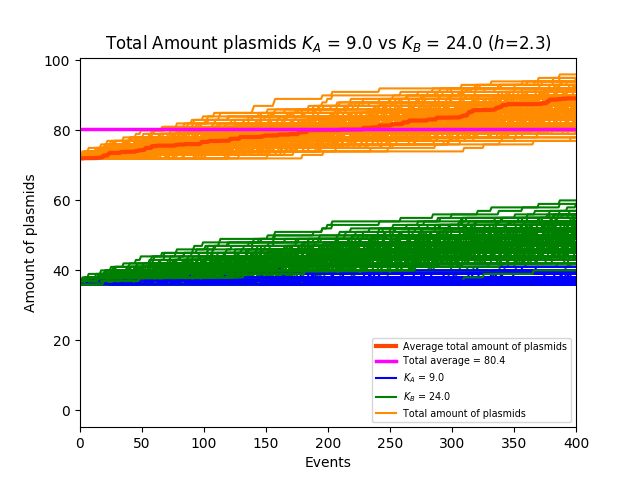 Total Amount plasmids K_A = 9.0 vs K_B = 24.0 (h=2.3)
100
80
60
40
20
0
Amount of plasmids
0 50 100 150 200 250 300 350 400
Events
Average total amount of plasmids
Total average = 80.4
K_A = 9.0
K_B = 24.0
Total amount of plasmids